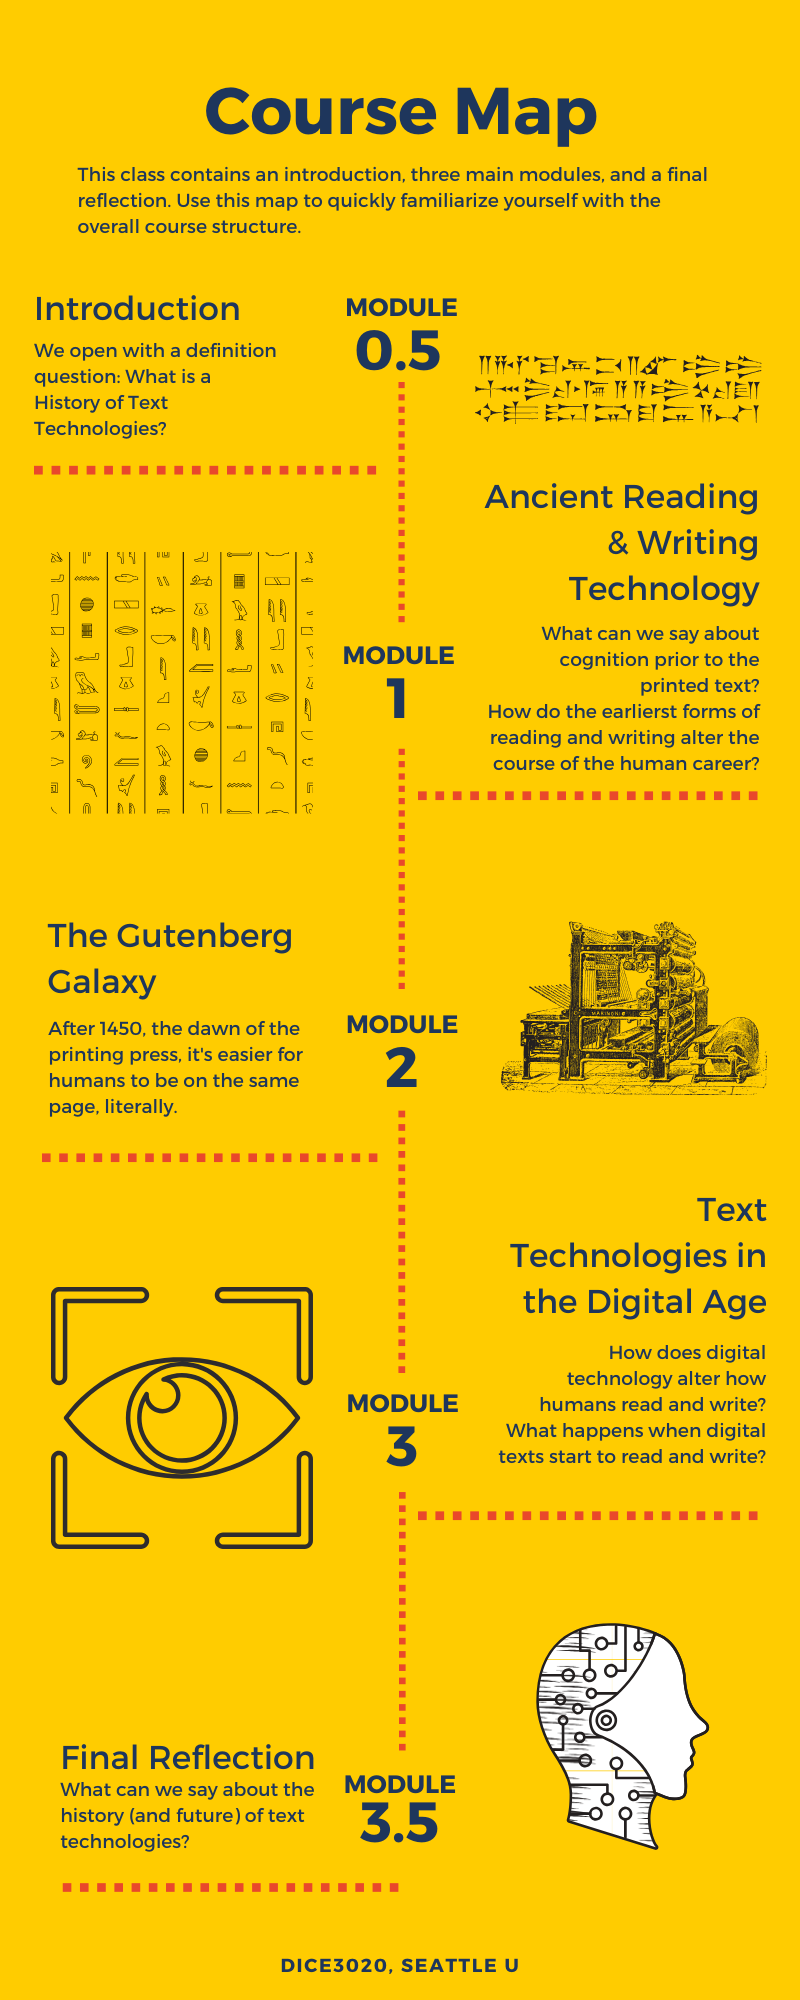 Course Map
This class contains an introduction, three main modules, and a final
reflection. Use this map to quickly familiarize yourself with the
overall course structure.
Introduction
We open with a definition
question: What is a
History of Text
Technologies?
MODULE
0.5
Ancient Reading
& Writing
Technology
What can we say about
cognition prior to the
printed text?
How do the earlierst forms of
reading and writing alter the
course of the human career?
MODULE
1
The Gutenberg
Galaxy
After 1450, the dawn of the
printing press, it's easier for
humans to be on the same
page, literally.
MODULE
2
MARINONI
Text
Technologies in
the Digital Age
How does digital
technology alter how
humans read and write?
What happens when digital
texts start to read and write?
MODULE
3
Final Reflection
What can we say about the
history (and future) of text
technologies?
MODULE
3.5
DICE3020, SEATTLE U